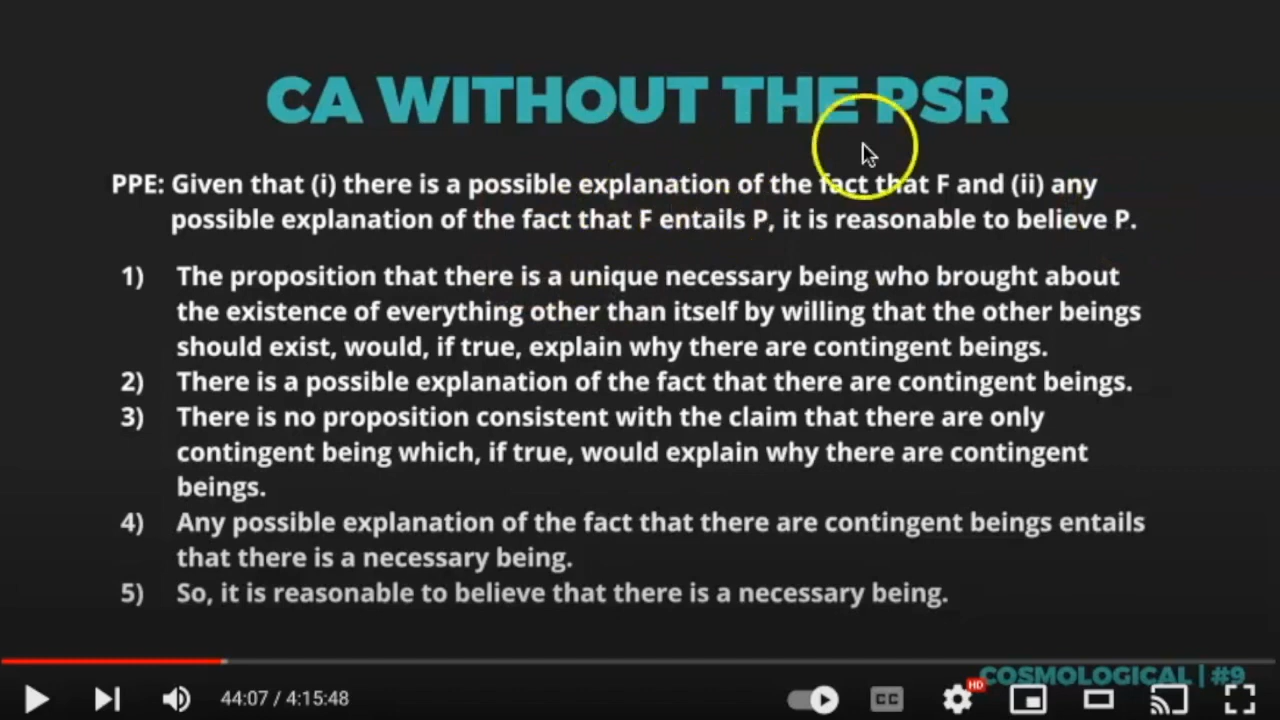 CA WITHOUT THE PSR
PPE: Given that (i) there is a possible explanation of the fact that F and (ii) any
possible explanation of the fact that F entails P, it is reasonable to believe P.
1) The proposition that there is a unique necessary being who brought about
the existence of everything other than itself by willing that the other beings
should exist, would, if true, explain why there are contingent beings.
2) There is a possible explanation of the fact that there are contingent beings.
3) There is no proposition consistent with the claim that there are only
contingent being which, if true, would explain why there are contingent
beings.
4) Any possible explanation of the fact that there are contingent beings entails
that there is a necessary being.
5) So, it is reasonable to believe that there is a necessary being.
COSMOLOGICAL | #9
44:07 / 4:15:48
CC
HD